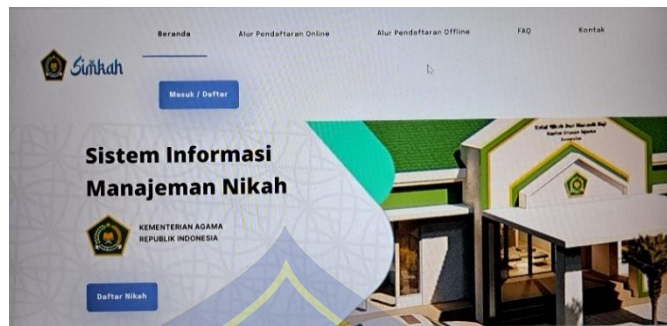 Beranda
Alur Pendaftaran Online
Alur Pendaftaran Offline
FAQ
Kontak
Simkah
Masuk / Daftar
Sistem Informasi
Manajeman Nikah
KEMENTERIAN AGAMA
REPUBLIK INDONESIA
Daftar Nikah